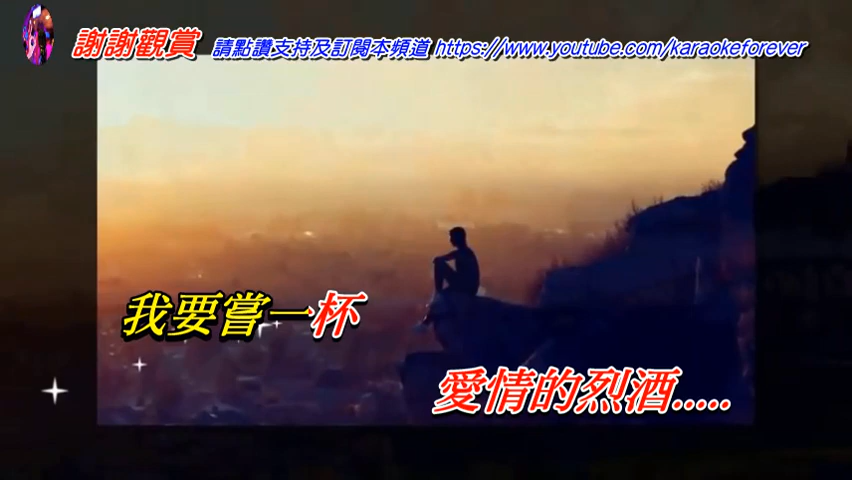 謝謝觀賞 請點讚支持及訂閱本頻道 https://www.youtube.com/karaokeforever
我要嘗一杯
愛情的烈酒.....